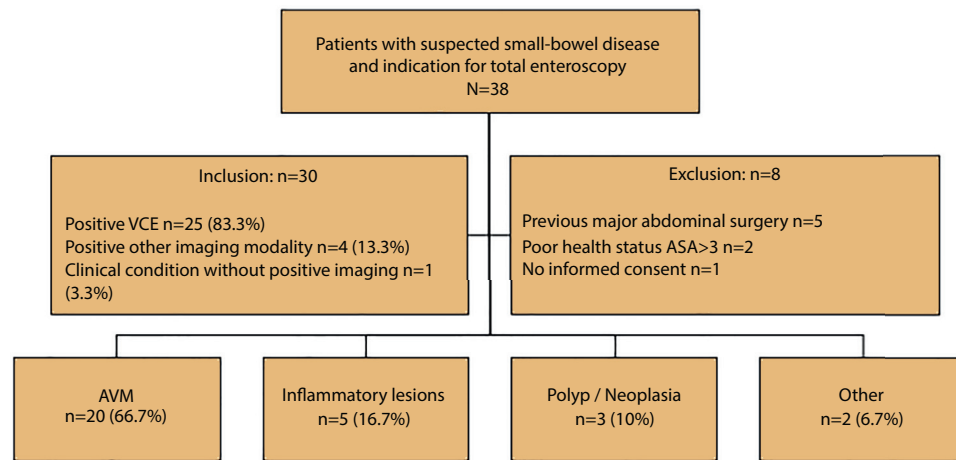 Patients with suspected small-bowel disease
and indication for total enteroscopy
N=38
Inclusion: n=30
Positive VCE n=25 (83.3%)
Positive other imaging modality n=4 (13.3%)
Clinical condition without positive imaging n=1
(3.3%)
Exclusion: n=8
Previous major abdominal surgery n=5
Poor health status ASA>3 n=2
No informed consent n=1
AVM
n=20 (66.7%)
Inflammatory lesions
n=5 (16.7%)
Polyp / Neoplasia
n=3 (10%)
Other
n=2 (6.7%)